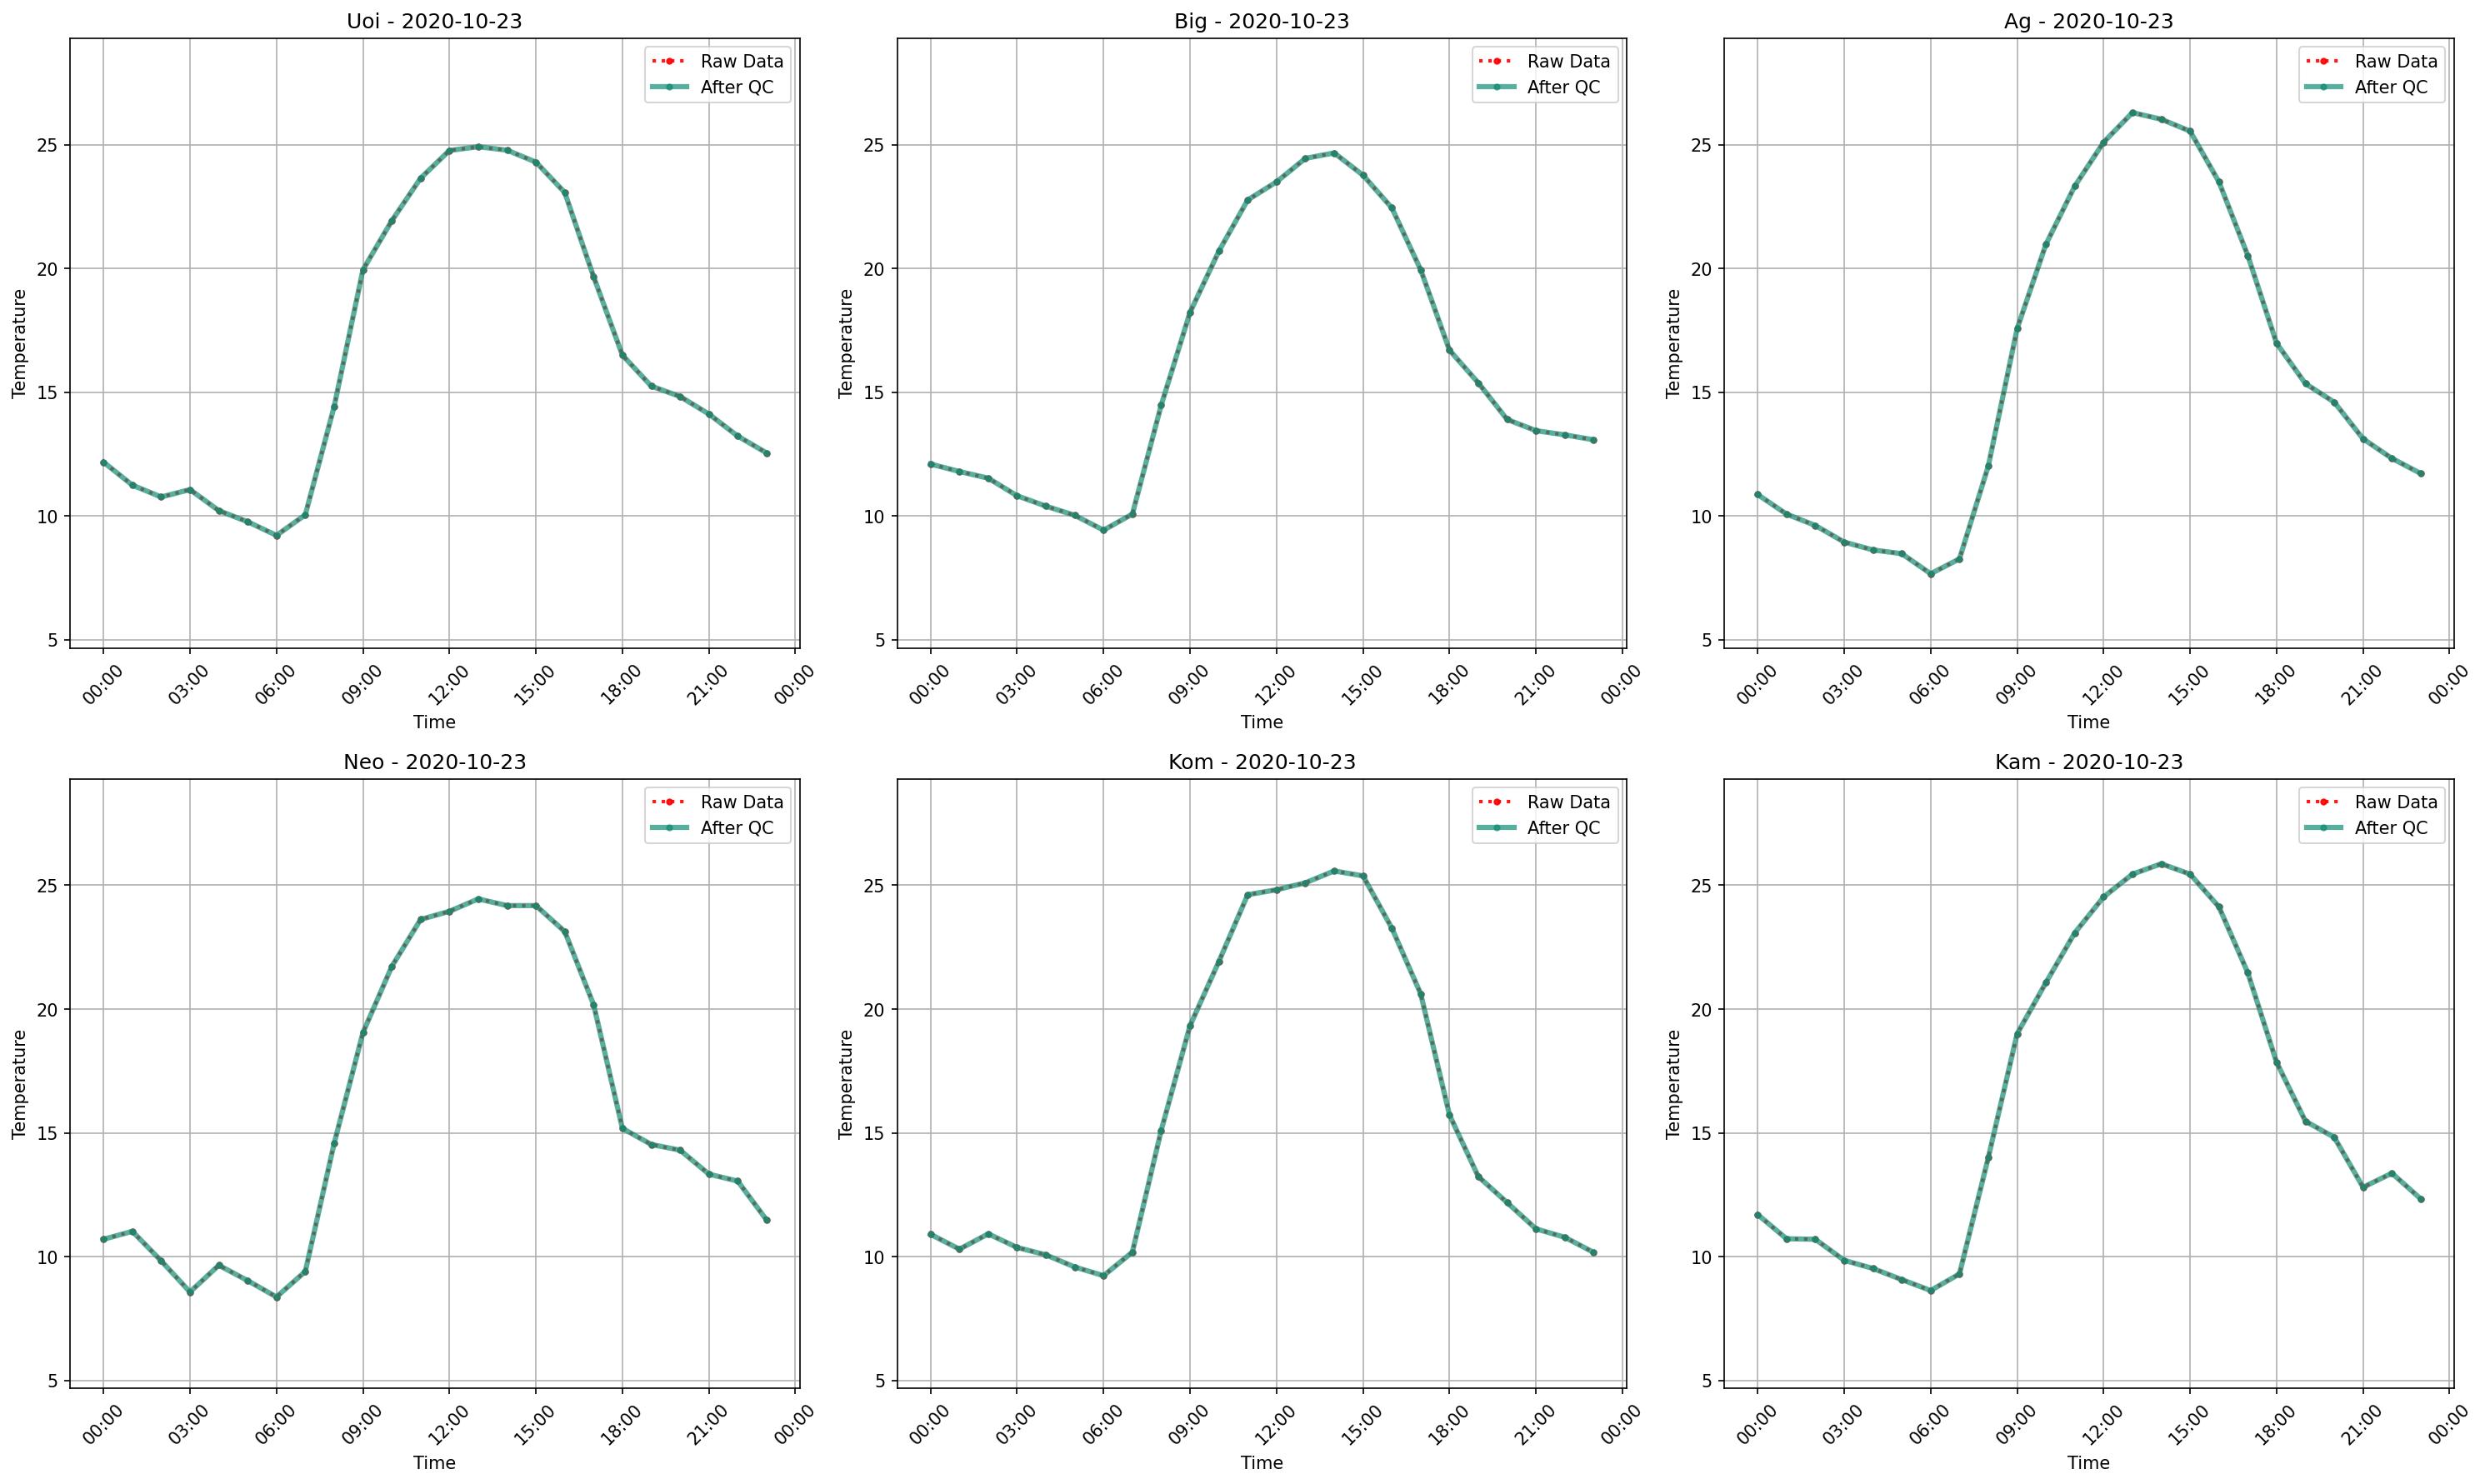 Uoi - 2020-10-23
Raw Data
After QC
Temperature
25
20
15
10
5
00:00
03:00
06:00
09:00
12:00
15:00
18:00
21:00
00:00
Time
Big - 2020-10-23
Raw Data
After QC
Temperature
25
20
15
10
5
00:00
03:00
06:00
09:00
12:00
15:00
18:00
21:00
00:00
Time
Ag - 2020-10-23
Raw Data
After QC
Temperature
25
20
15
10
5
00:00
03:00
06:00
09:00
12:00
15:00
18:00
21:00
00:00
Time
Neo - 2020-10-23
Raw Data
After QC
Temperature
25
20
15
10
5
00:00
03:00
06:00
09:00
12:00
15:00
18:00
21:00
00:00
Time
Kom - 2020-10-23
Raw Data
After QC
Temperature
25
20
15
10
5
00:00
03:00
06:00
09:00
12:00
15:00
18:00
21:00
00:00
Time
Kam - 2020-10-23
Raw Data
After QC
Temperature
25
20
15
10
5
00:00
03:00
06:00
09:00
12:00
15:00
18:00
21:00
00:00
Time